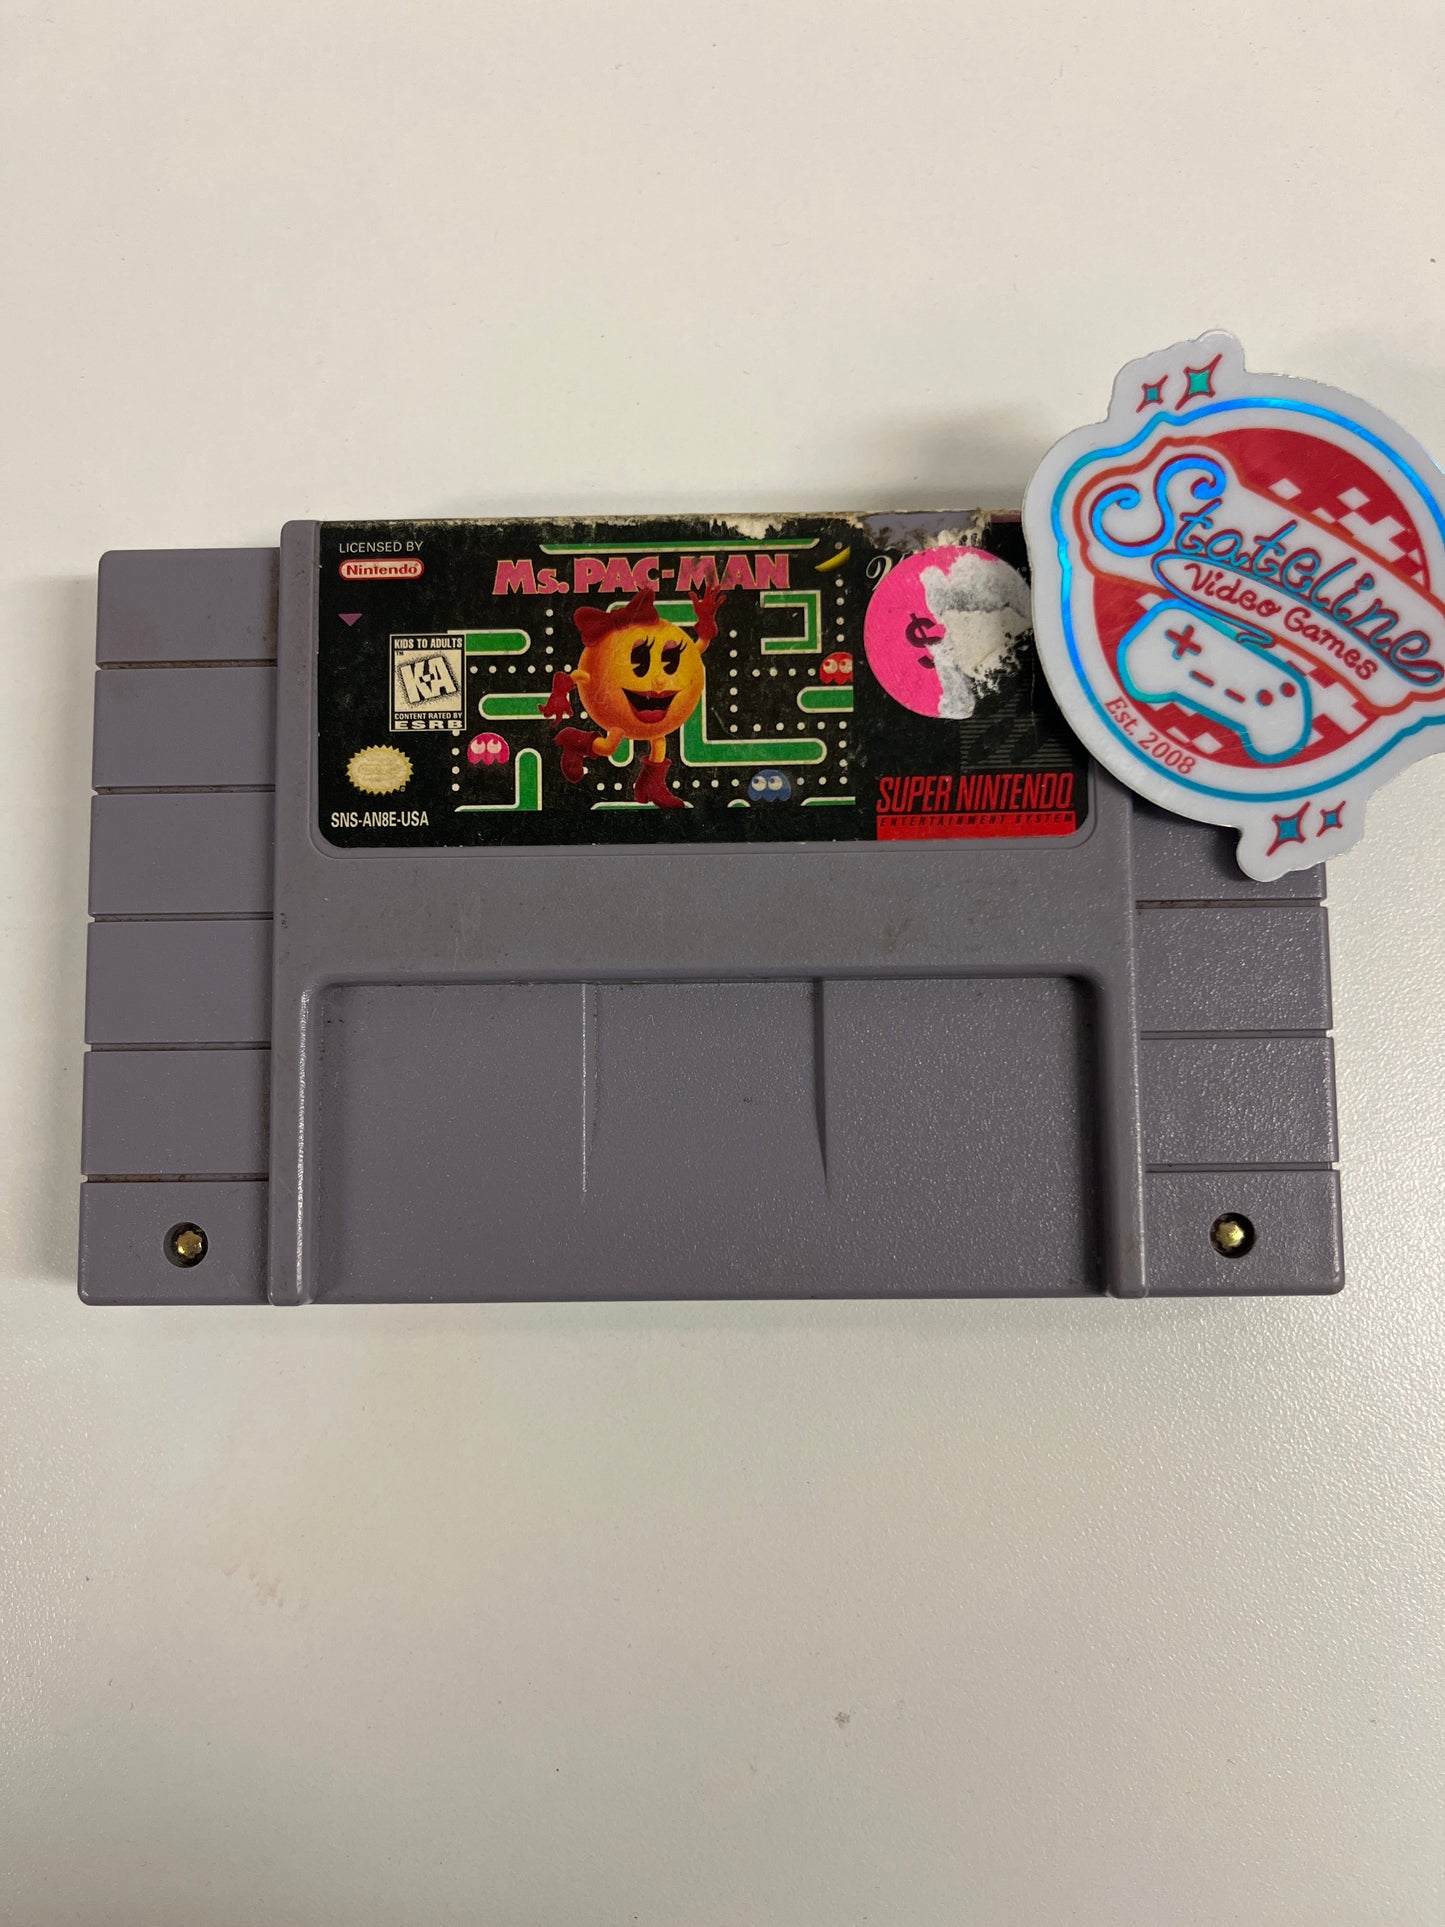 LICENSED BY
Nintendo
Ms. PAC-MAN
KIDS TO ADULTS
K-A
CONTENT RATED BY
ESRB
SNS-AN8E-USA
$
SUPER NINTENDO
ENTERTAINMENT SYSTEM
Stateline
Video Games
Est. 2008